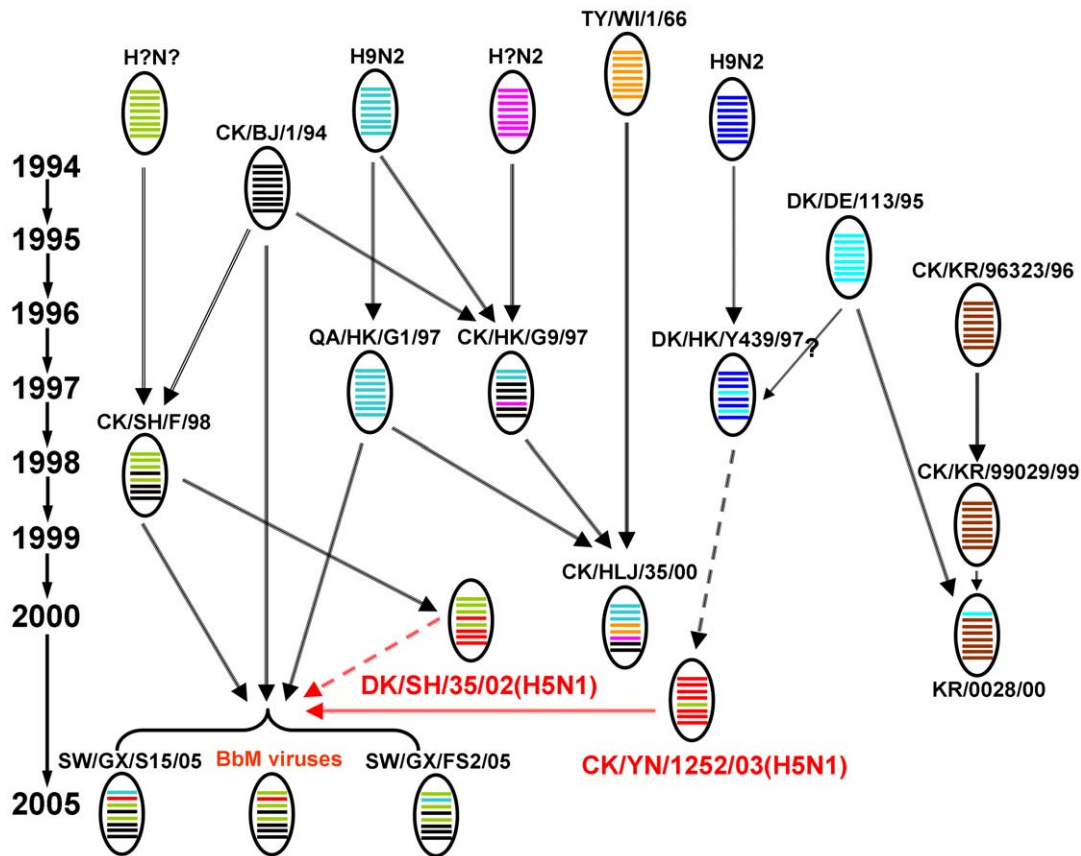 TY/WI/1/66
H?N?
H9N2
H?N2
H9N2
CK/BJ/1/94
1994
DK/DE/113/95
1995
CK/KR/96323/96
1996
QA/HK/G1/97
CK/HK/G9/97
DK/HK/Y439/97
?
1997
CK/SH/F/98
1998
CK/KR/99029/99
1999
CK/HLJ/35/00
2000
DK/SH/35/02(H5N1)
KR/0028/00
SW/GX/S15/05
BbM viruses
SW/GX/FS2/05
CK/YN/1252/03(H5N1)
2005